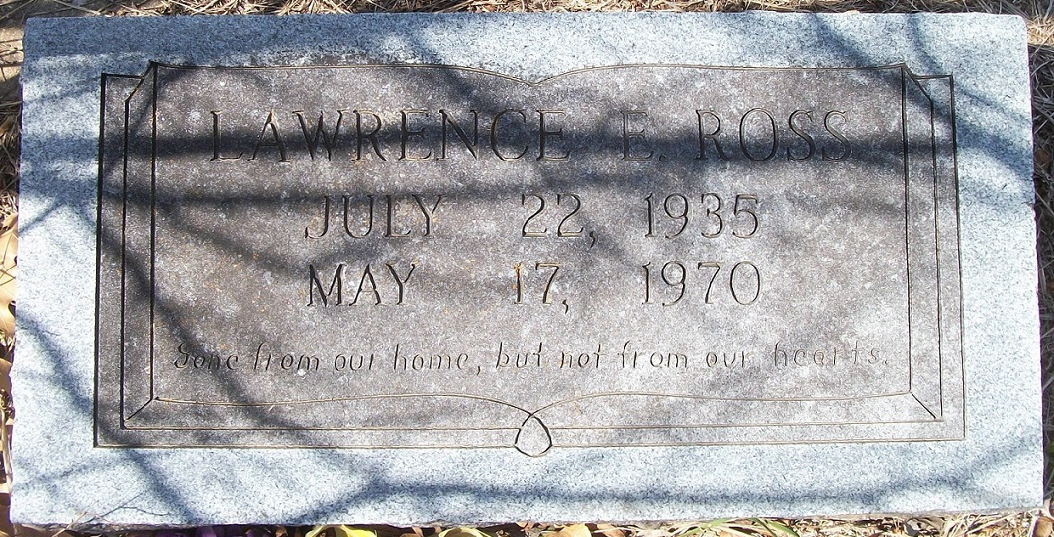 LAWRENCE E. ROSS
JULY 22, 1935
MAY 17, 1970
Gone from our home, but not from our hearts.